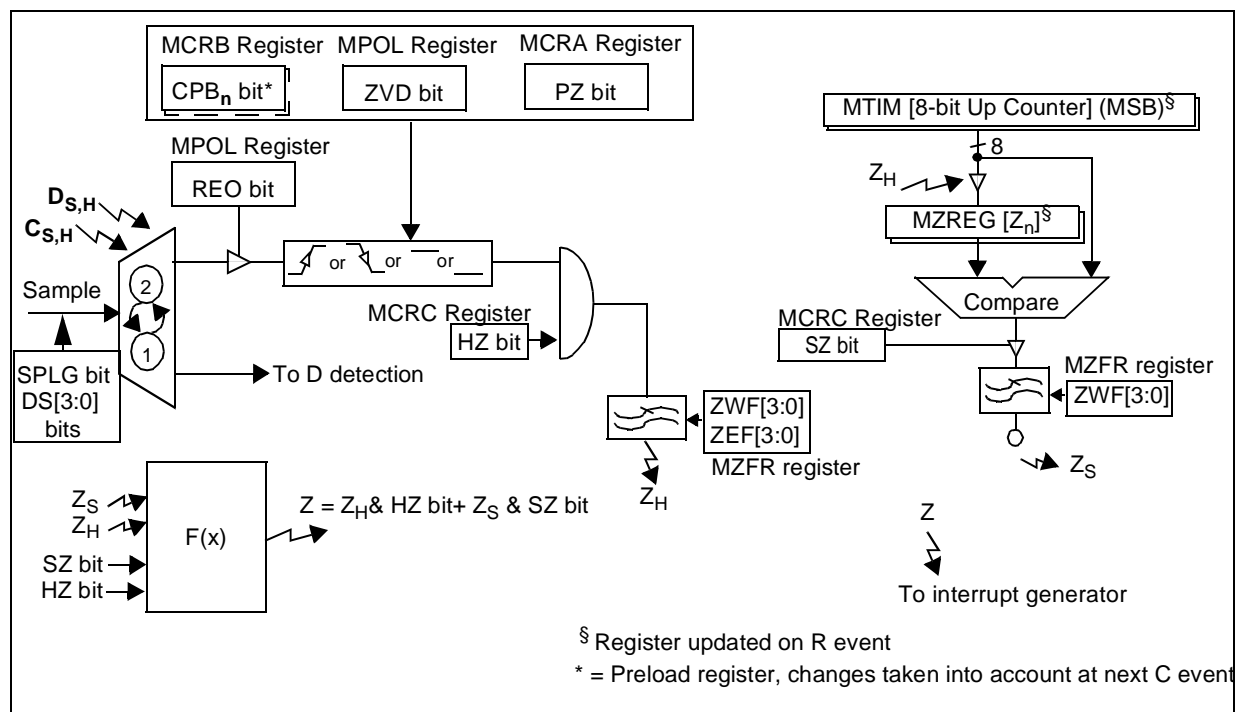 MCRB Register
MPOL Register
MCRA Register
CPBn bit*
ZVD bit
PZ bit
MTIM [8-bit Up Counter] (MSB)§
8
ZH
MZREG [Zn]§
Compare
MCRC Register
SZ bit
MZFR register
ZWF[3:0]
ZS
MPOL Register
REO bit
DS,H
CS,H
2
1
Sample
SPLG bit
DS[3:0]
bits
or
or
or
MCRC Register
HZ bit
To D detection
ZWF[3:0]
ZEF[3:0]
MZFR register
ZH
ZS
ZH
SZ bit
HZ bit
F(x)
Z = ZH& HZ bit+ ZS & SZ bit
Z
To interrupt generator
§ Register updated on R event
* = Preload register, changes taken into account at next C event